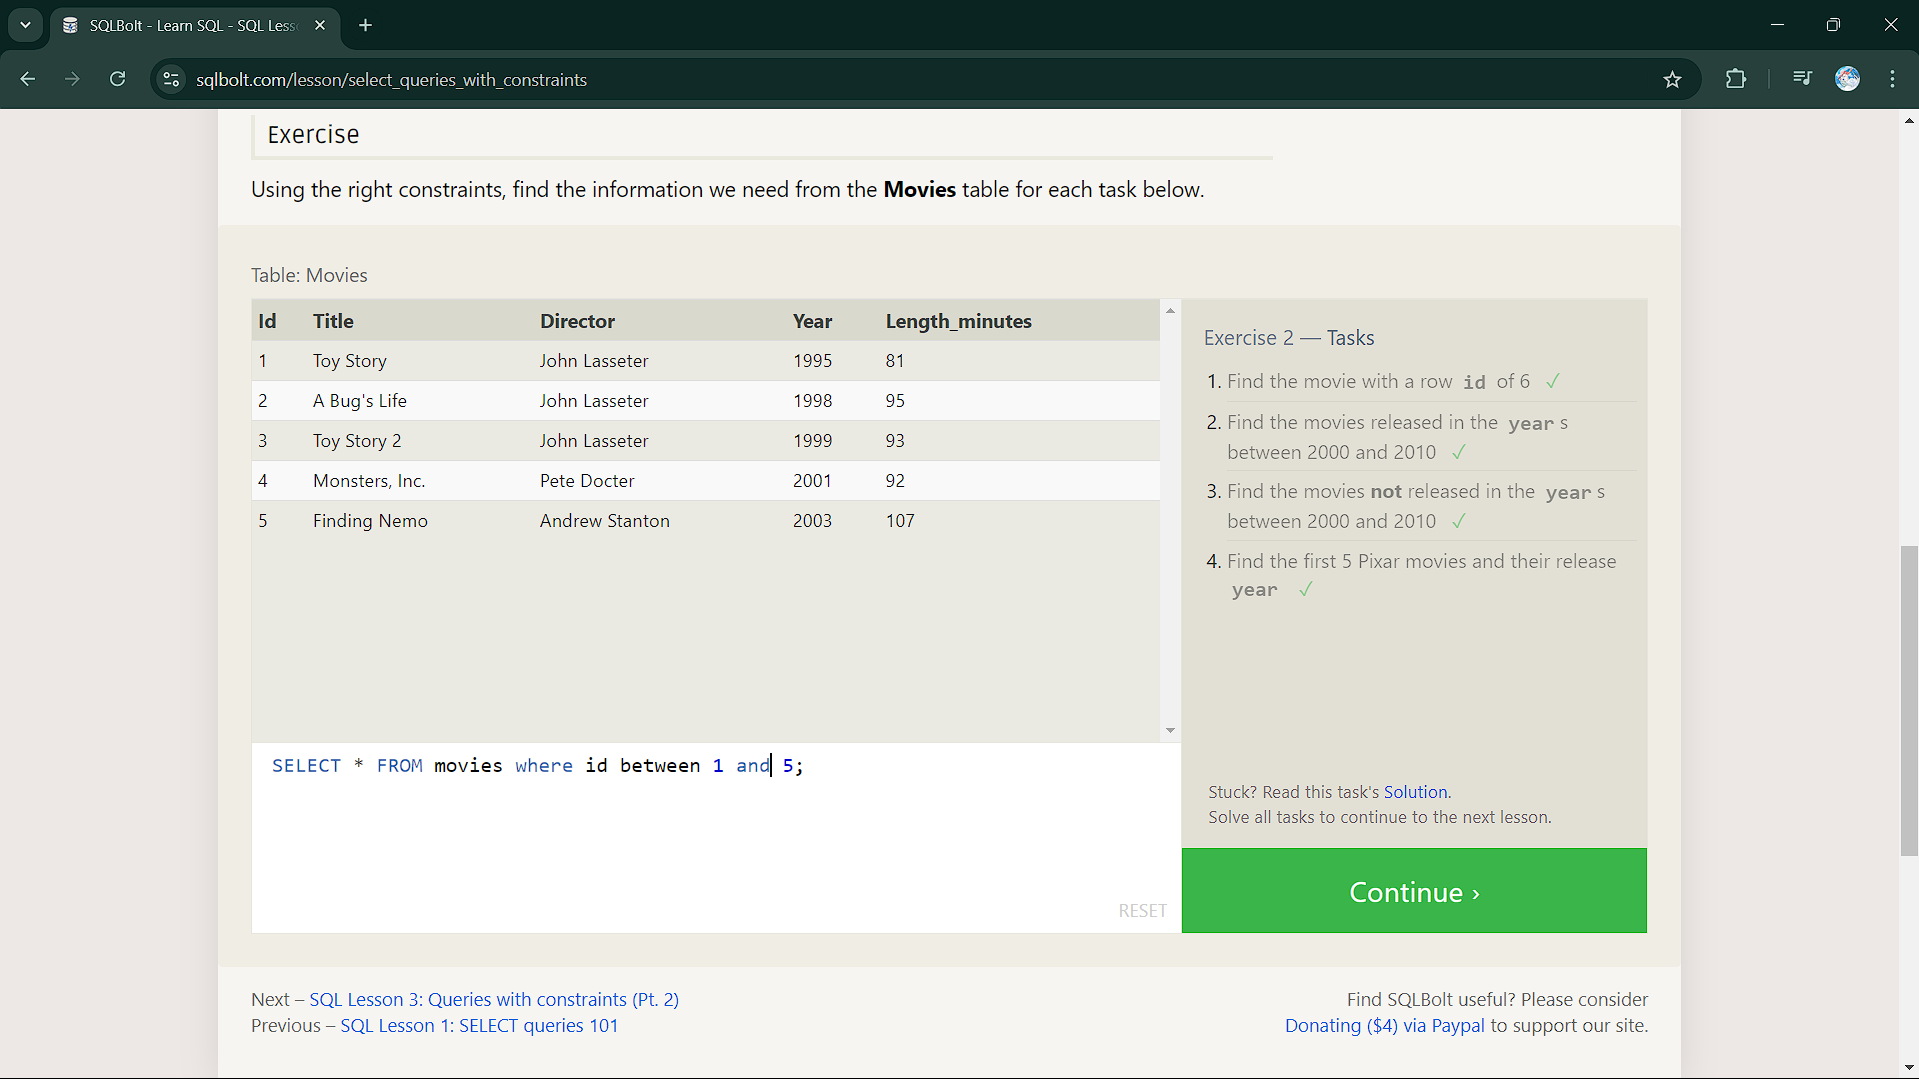 SQLBolt - Learn SQL - SQL Less
sqlbolt.com/lesson/select_queries_with_constraints
Exercise
Using the right constraints, find the information we need from the Movies table for each task below.
Table: Movies
Id Title Director Year Length_minutes
1 Toy Story John Lasseter 1995 81
2 A Bug's Life John Lasseter 1998 95
3 Toy Story 2 John Lasseter 1999 93
4 Monsters, Inc. Pete Docter 2001 92
5 Finding Nemo Andrew Stanton 2003 107
SELECT * FROM movies where id between 1 and 5;
RESET
Exercise 2 — Tasks
1. Find the movie with a row id of 6 ✓
2. Find the movies released in the year s
between 2000 and 2010 ✓
3. Find the movies not released in the year s
between 2000 and 2010 ✓
4. Find the first 5 Pixar movies and their release
year ✓
Stuck? Read this task's Solution.
Solve all tasks to continue to the next lesson.
Continue ›
Next – SQL Lesson 3: Queries with constraints (Pt. 2)
Previous – SQL Lesson 1: SELECT queries 101
Find SQLBolt useful? Please consider
Donating ($4) via Paypal to support our site.